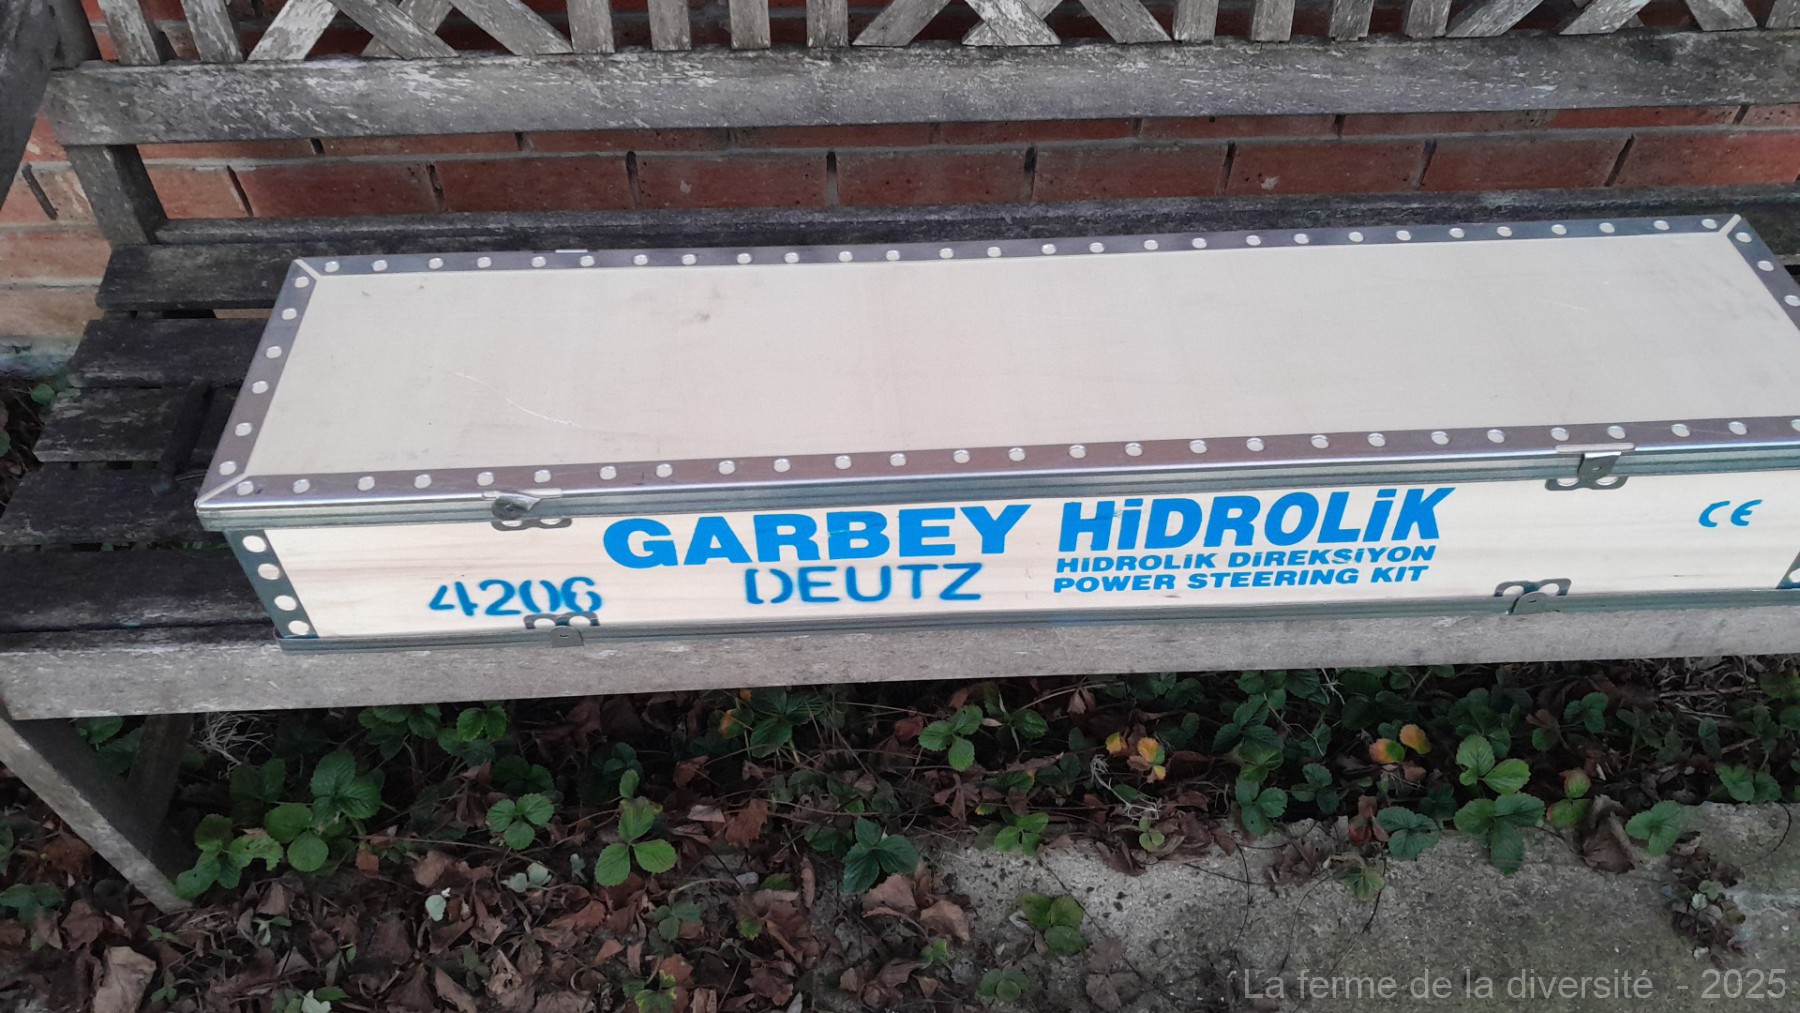 GARBEY HiDROLiK
HiDROLiK DiREKSiYON
POWER STEERING KIT
4206 DEUTZ
CE
La ferme de la diversité - 2025